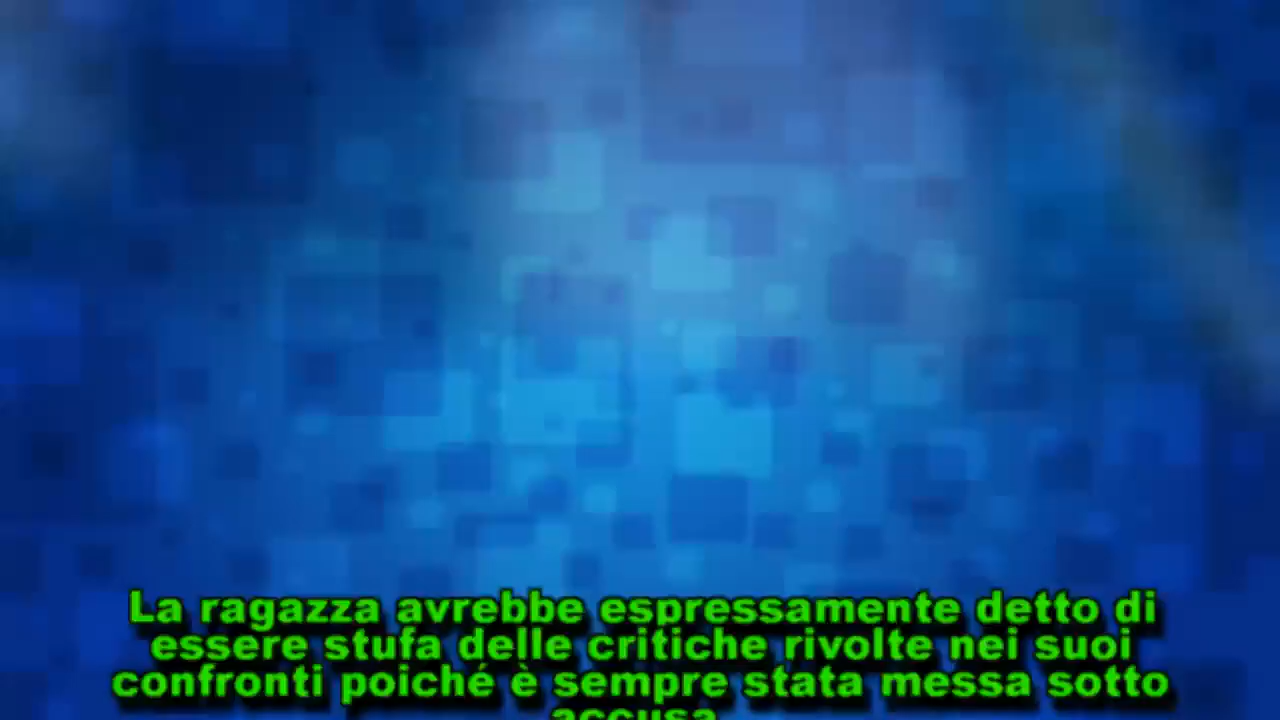 La ragazza avrebbe espressamente detto di
essere stufa delle critiche rivolte nei suoi
confronti poiché è sempre stata messa sotto
accusa